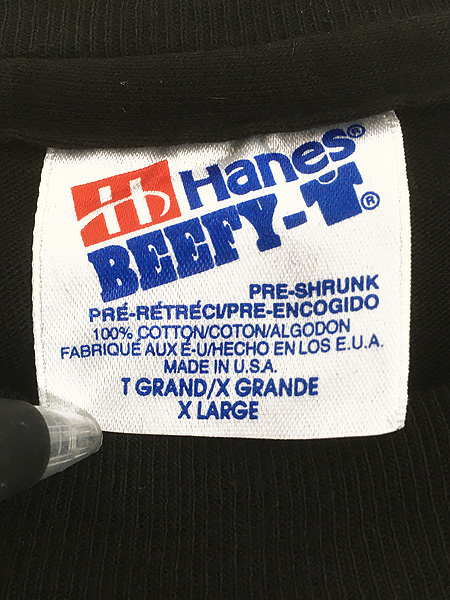 H Hanes®
BEEFY-T®
PRE-SHRUNK
PRÉ-RÉTRÉCI/PRE-ENCOGIDO
100% COTTON/COTON/ALGODON
FABRIQUÉ AUX É-U/HECHO EN LOS E.U.A.
MADE IN U.S.A.
T GRAND/X GRANDE
X LARGE